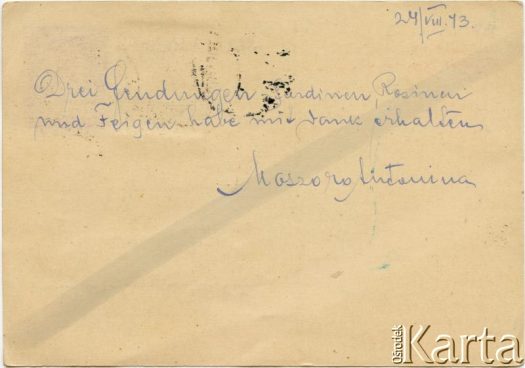 24/VIII.43.
Drei Sendungen Sardinen, Rosinen
und Feigen habe mit Dank erhalten
Moszoro Antonina
Ośrodek Karta